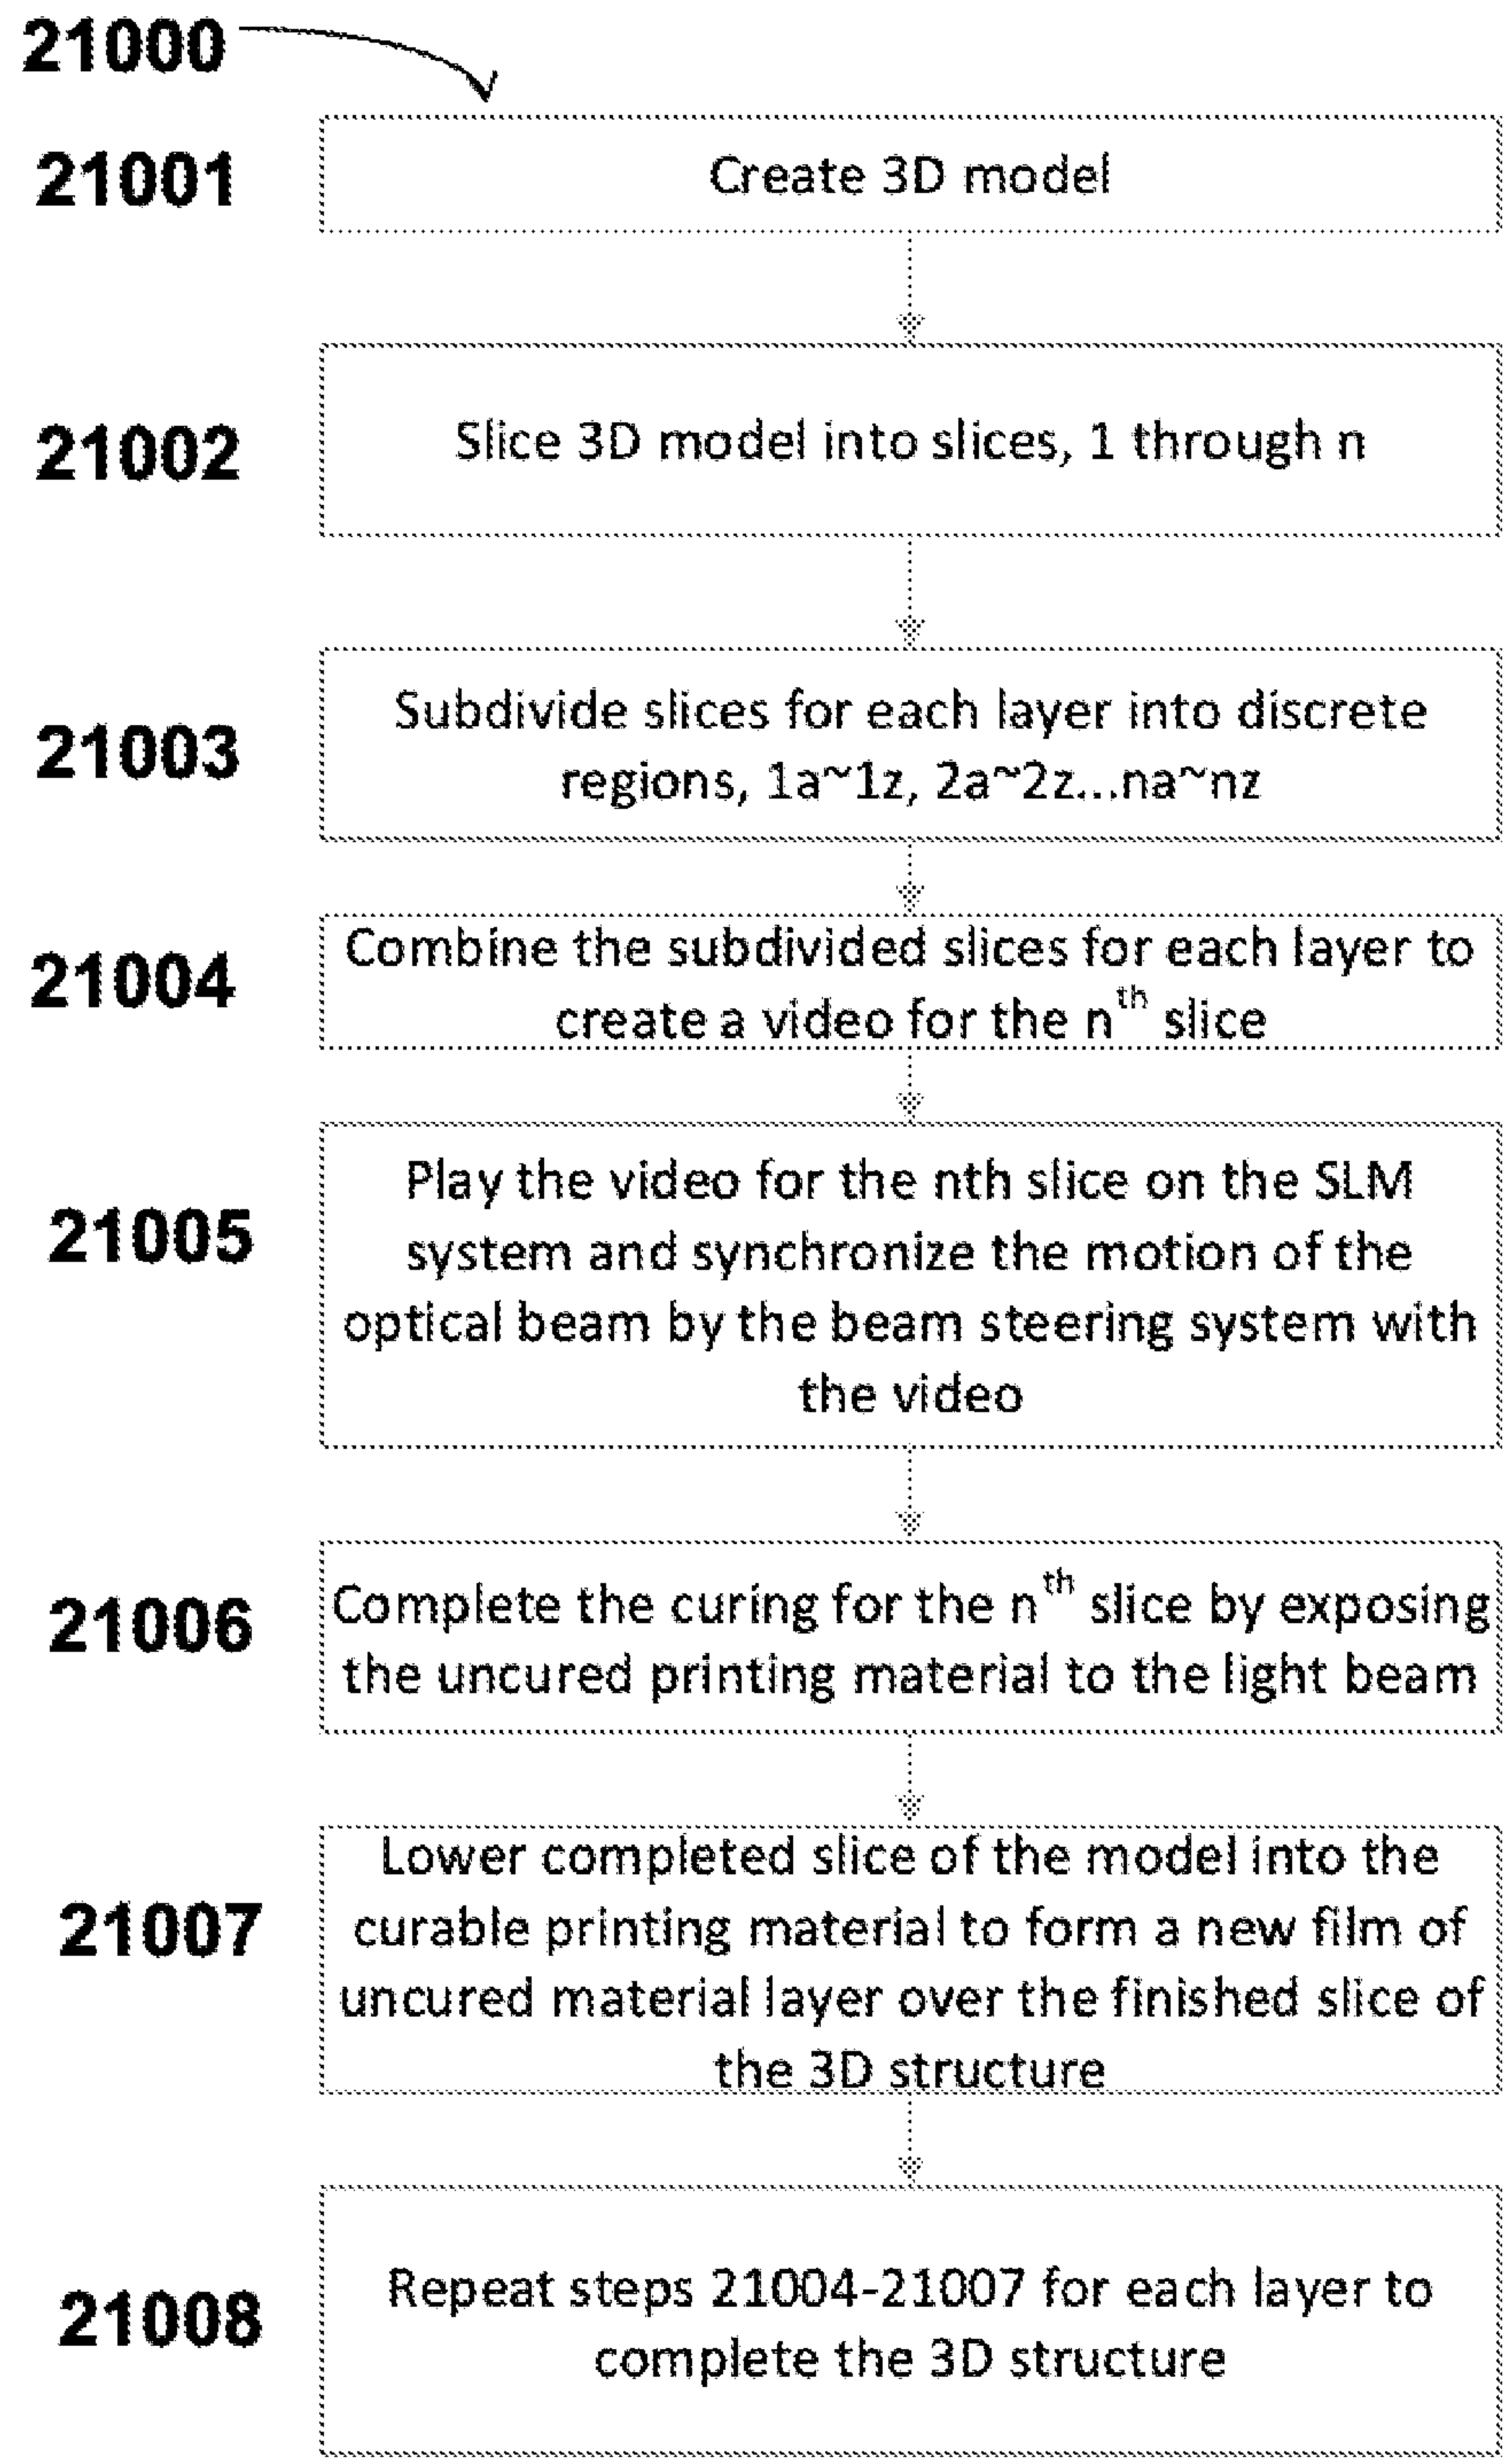 21000
21001
Create 3D model
21002
Slice 3D model into slices, 1 through n
21003
Subdivide slices for each layer into discrete
regions, 1a~1z, 2a~2z...na~nz
21004
Combine the subdivided slices for each layer to
create a video for the nth slice
21005
Play the video for the nth slice on the SLM
system and synchronize the motion of the
optical beam by the beam steering system with
the video
21006
Complete the curing for the nth slice by exposing
the uncured printing material to the light beam
21007
Lower completed slice of the model into the
curable printing material to form a new film of
uncured material layer over the finished slice of
the 3D structure
21008
Repeat steps 21004-21007 for each layer to
complete the 3D structure